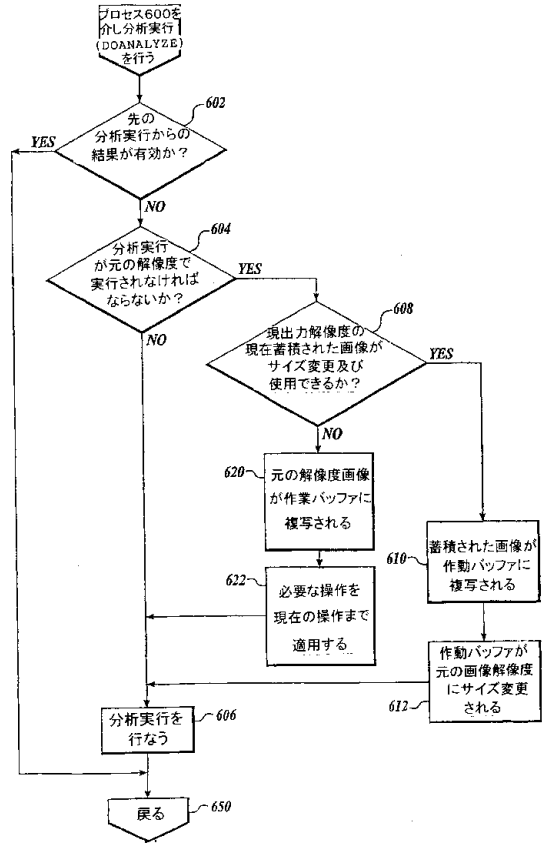 プロセス600を
介し分析実行
(DOANALYZE)
を行う
602
先の
分析実行からの
結果が有効か？
YES
NO
604
分析実行
が元の解像度で
実行されなければ
ならないか？
YES
NO
608
現出力解像度の
現在蓄積された画像が
サイズ変更及び
使用できるか？
YES
NO
620
元の解像度画像
が作業バッファに
複写される
610
蓄積された画像が
作動バッファに
複写される
622
必要な操作を
現在の操作まで
適用する
612
作動バッファが
元の画像解像度
にサイズ変更
される
606
分析実行を
行なう
戻る
650